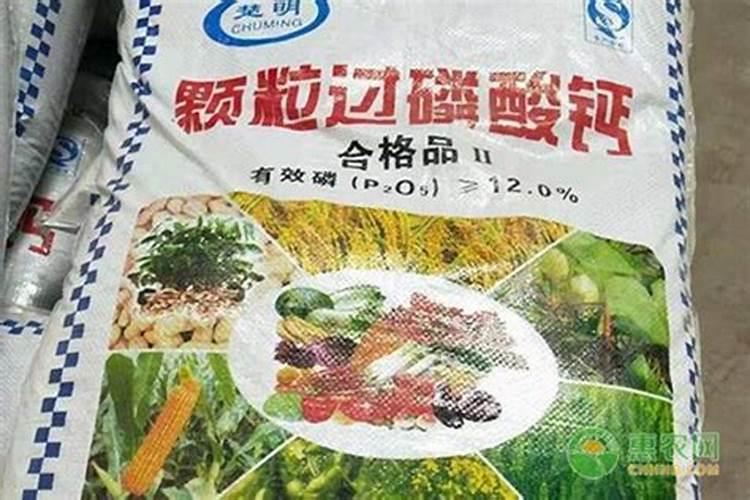 楚明
CHUMING
颗粒过磷酸钙
合格品 II
有效磷 (P₂O₅) ≥12.0%
钙
惠农网
CNHNB.COM